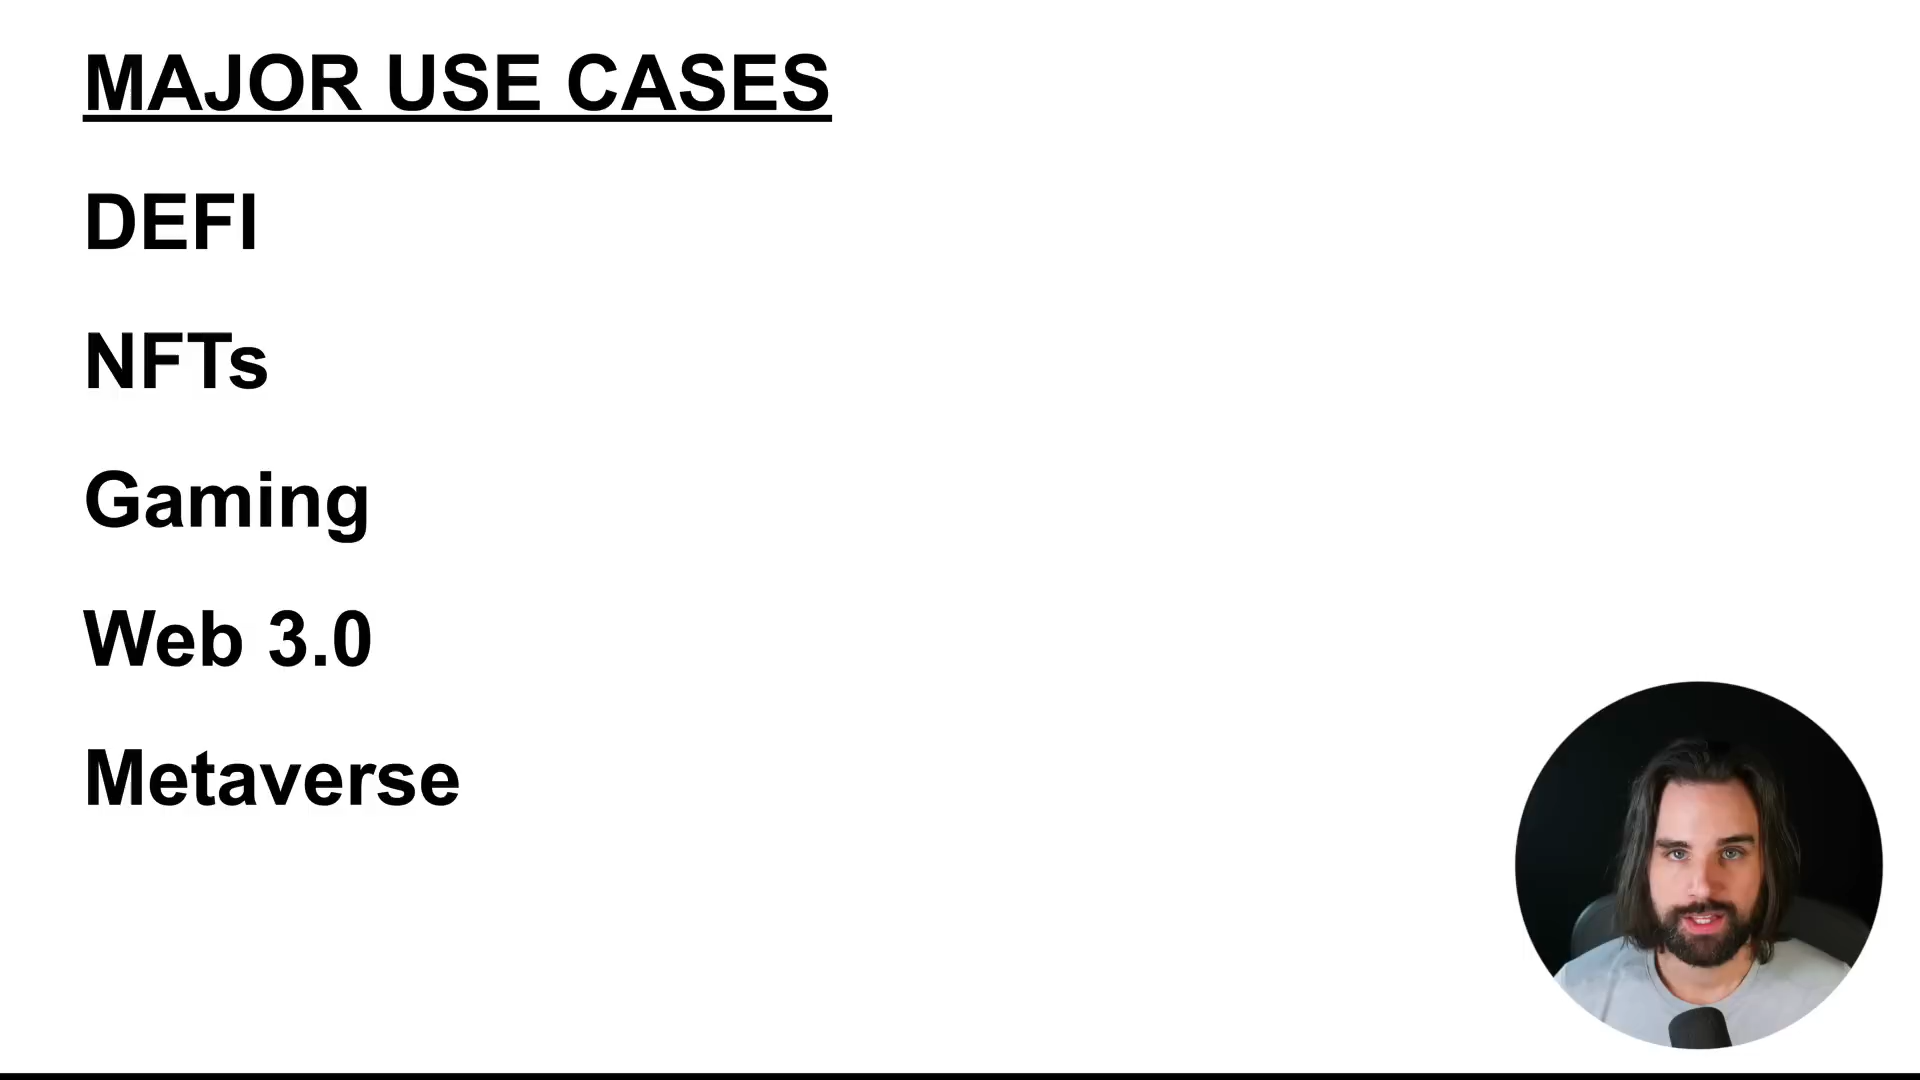 MAJOR USE CASES
DEFI
NFTs
Gaming
Web 3.0
Metaverse